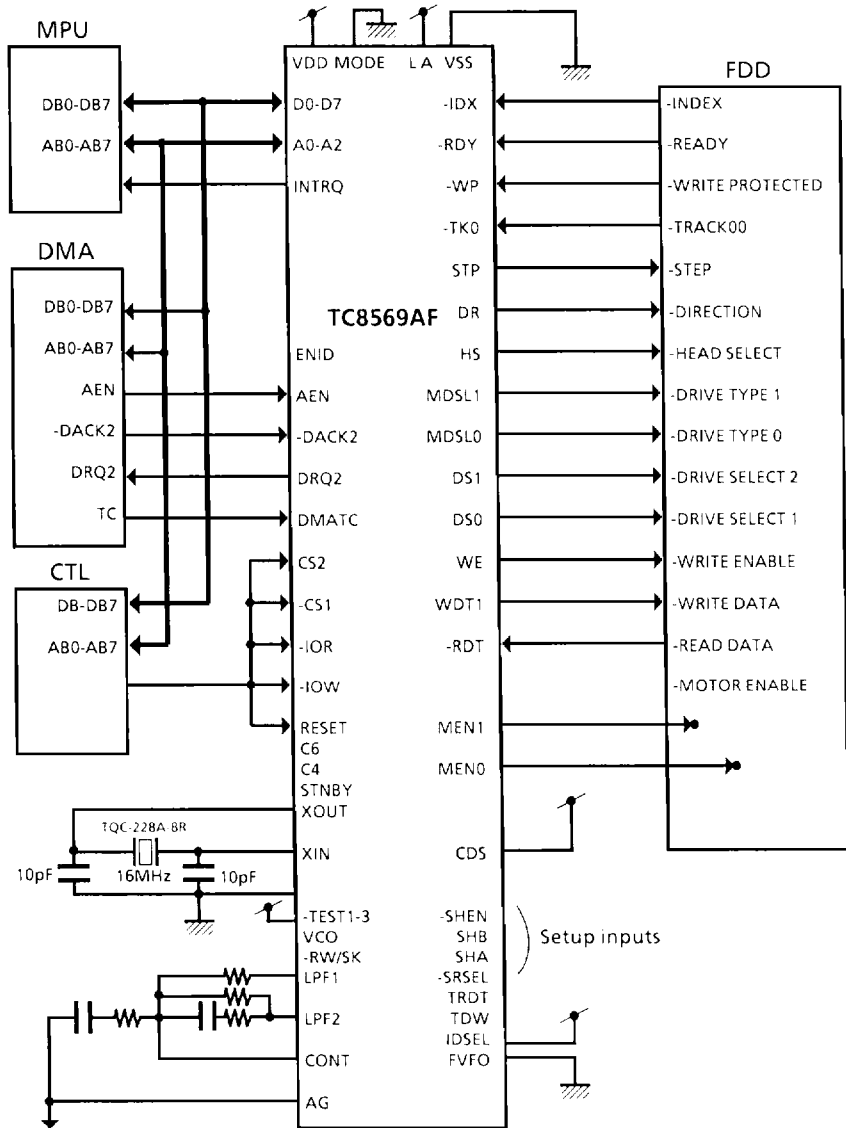 MPU
DB0-DB7
AB0-AB7
DMA
DB0-DB7
AB0-AB7
AEN
-DACK2
DRQ2
TC
CTL
DB-DB7
AB0-AB7
TQC-228A-8R
10pF
16MHz
10pF
VDD MODE LA VSS
TC8569AF
D0-D7
A0-A2
INTRQ
ENID
AEN
-DACK2
DRQ2
DMATC
CS2
-CS1
-IOR
-IOW
RESET
C6
C4
STNBY
XOUT
XIN
-TEST1-3
VCO
-RW/SK
LPF1
LPF2
CONT
AG
-IDX
-RDY
-WP
-TK0
STP
DR
HS
MDSL1
MDSL0
DS1
DS0
WE
WDT1
-RDT
MEN1
MEN0
CDS
-SHEN
SHB
SHA
-SRSEL
TRDT
TDW
IDSEL
FVFO
Setup inputs
FDD
-INDEX
-READY
-WRITE PROTECTED
-TRACK00
-STEP
-DIRECTION
-HEAD SELECT
-DRIVE TYPE 1
-DRIVE TYPE 0
-DRIVE SELECT 2
-DRIVE SELECT 1
-WRITE ENABLE
-WRITE DATA
-READ DATA
-MOTOR ENABLE